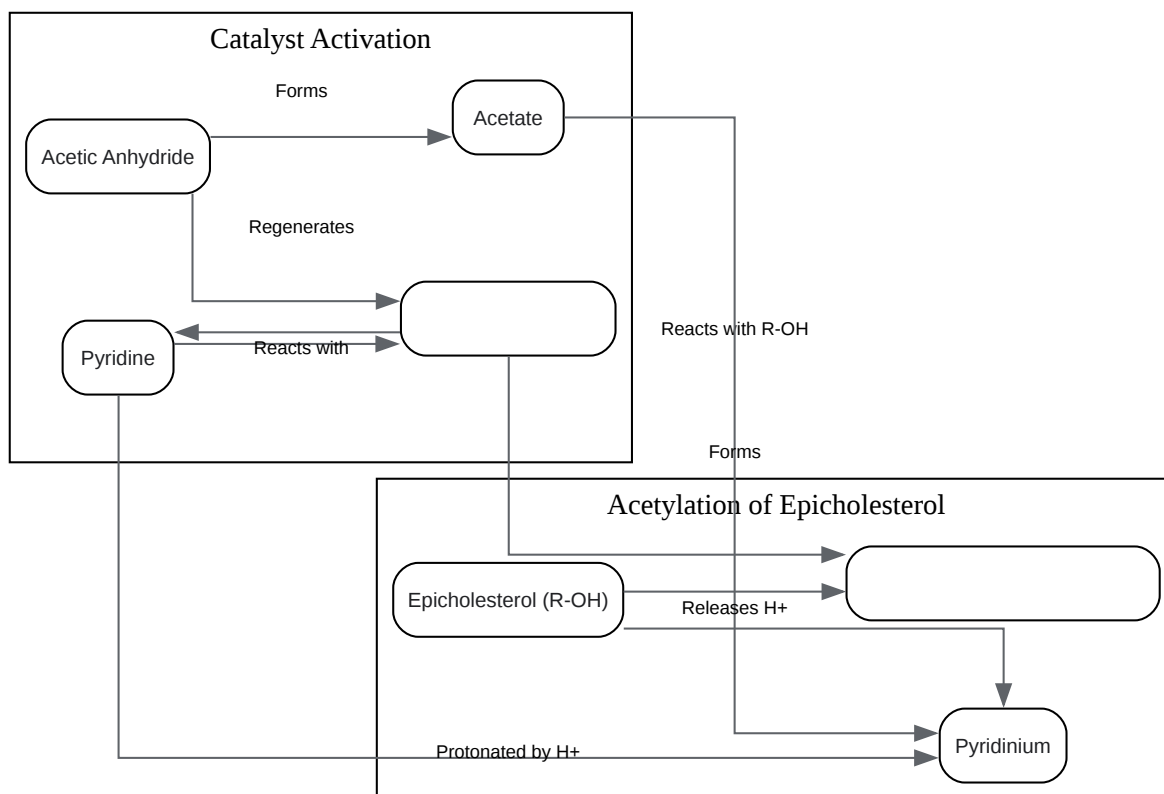 Catalyst Activation
Forms
Acetate
Acetic Anhydride
Regenerates
Reacts with
Pyridine
Reacts with R-OH
Forms
Acetylation of Epicholesterol
Epicholesterol (R-OH)
Releases H+
Pyridinium
Protonated by H+